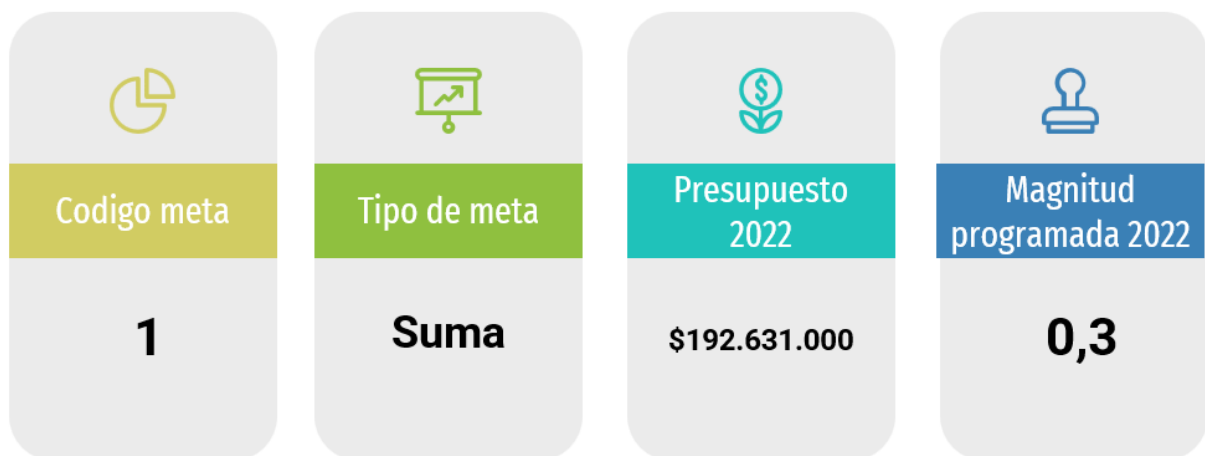 Codigo meta
1
Tipo de meta
Suma
Presupuesto
2022
$192.631.000
Magnitud
programada 2022
0,3